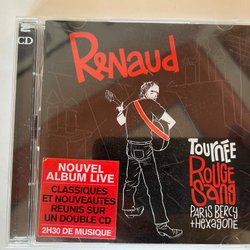 2
CD
RENAUD
TOURNÉE
ROUGE
SANG
PARIS BERCY
+ HEXAGONE
NOUVEL
ALBUM LIVE
CLASSIQUES
ET NOUVEAUTÉS
RÉUNIS SUR
UN DOUBLE CD
2H30 DE MUSIQUE